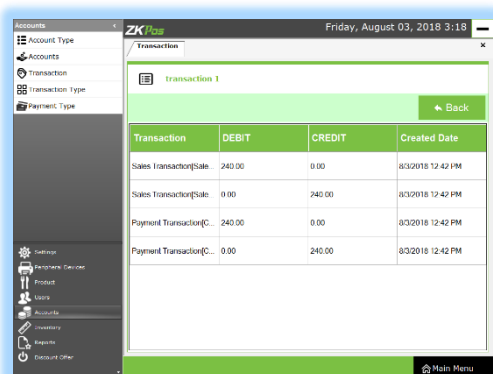 Accounts <
Account Type
Accounts
Transaction
Transaction Type
Payment Type
Settings
Peripheral Devices
Product
Users
Accounts
Inventory
Reports
Discount Offer
ZKPos
Friday, August 03, 2018 3:18
Transaction x
transaction 1
Back
Transaction DEBIT CREDIT Created Date
Sales Transaction[Sale... 240.00 0.00 8/3/2018 12:42 PM
Sales Transaction[Sale... 0.00 240.00 8/3/2018 12:42 PM
Payment Transaction[C... 240.00 0.00 8/3/2018 12:42 PM
Payment Transaction[C... 0.00 240.00 8/3/2018 12:42 PM
Main Menu